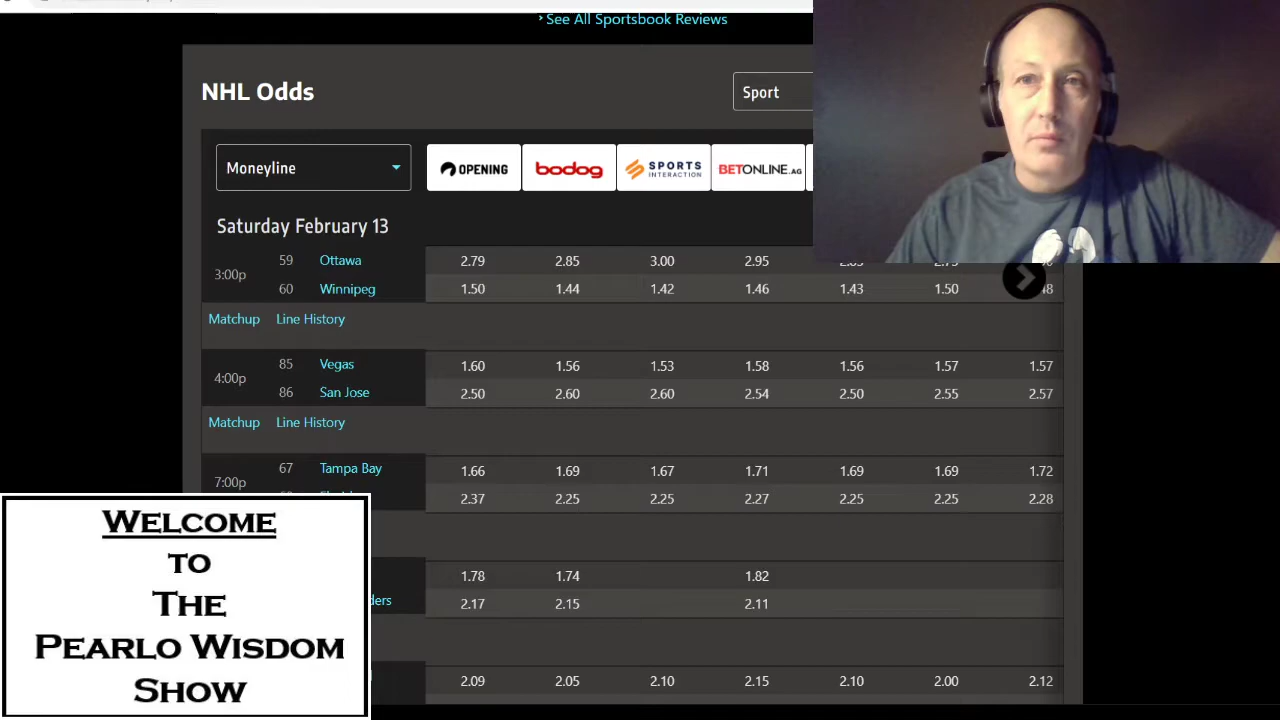 › See All Sportsbook Reviews
NHL Odds
Sport
Moneyline
OPENING
bodog
SPORTS INTERACTION
BETONLINE.AG
Saturday February 13
3:00p
59 Ottawa 2.79 2.85 3.00 2.95
60 Winnipeg 1.50 1.44 1.42 1.46 1.43 1.50
Matchup Line History
4:00p
85 Vegas 1.60 1.56 1.53 1.58 1.56 1.57 1.57
86 San Jose 2.50 2.60 2.60 2.54 2.50 2.55 2.57
Matchup Line History
7:00p
67 Tampa Bay 1.66 1.69 1.67 1.71 1.69 1.69 1.72
2.37 2.25 2.25 2.27 2.25 2.25 2.28
1.78 1.74 1.82
ders 2.17 2.15 2.11
2.09 2.05 2.10 2.15 2.10 2.00 2.12
WELCOME
TO
THE
PEARLO WISDOM
SHOW